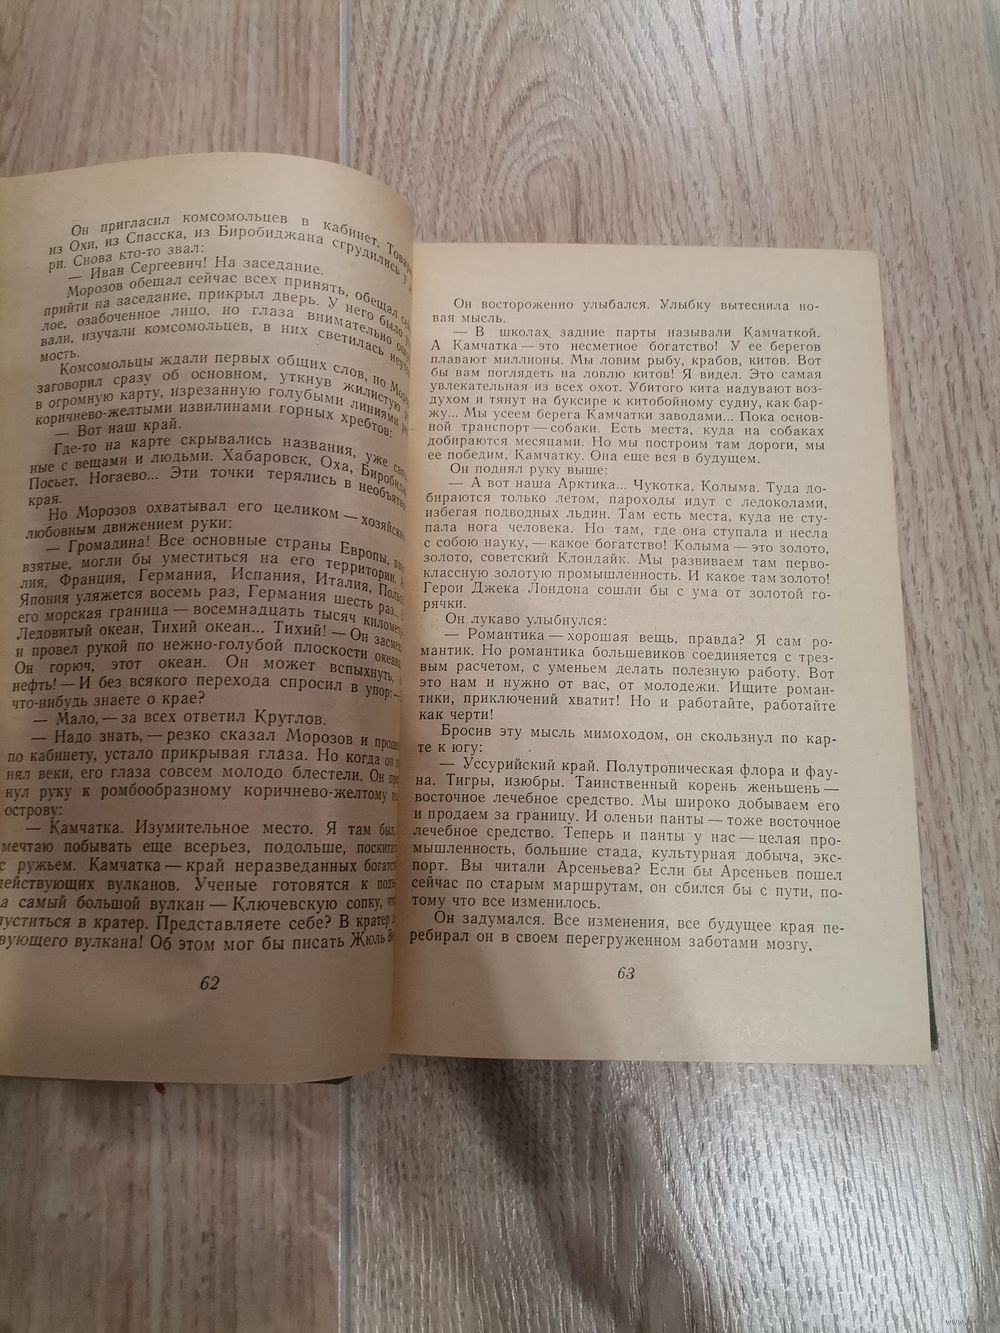 Он пригласил комсомольцев в кабинет.
из Охи, из Спасска, из Биробиджана сгрудились у
ри. Снова кто-то звал:
— Иван Сергеевич! На заседание.
Морозов обещал сейчас всех принять, обещал
прийти на заседание, прикрыл дверь. У него было
лое, озабоченное лицо, но глаза внимательно
вали, изучали комсомольцев, в них светилась
мость.
Комсомольцы ждали первых общих слов, но
заговорил сразу об основном, уткнув жилистую
в огромную карту, изрезанную голубыми линиями
коричнево-желтыми извилинами горных хребтов:
— Вот наш край.
Где-то на карте скрывались названия, уже
ные с вещами и людьми. Хабаровск, Оха,
Посьет, Ногаево... Эти точки терялись в
края.
Но Морозов охватывал его целиком —
любовным движением руки:
— Громадина! Все основные страны Европы,
взятые, могли бы уместиться на его территории.
лия, Франция, Германия, Испания, Италия,
Япония уляжется восемь раз, Германия шесть раз...
его морская граница — восемнадцать тысяч
Ледовитый океан, Тихий океан... Тихий! — Он
и провел рукой по нежно-голубой плоскости
Он горюч, этот океан. Он может вспыхнуть,
нефть! — И без всякого перехода спросил в упор: —
что-нибудь знаете о крае?
— Мало, — за всех ответил Круглов.
— Надо знать, — резко сказал Морозов и
по кабинету, устало прикрывая глаза. Но когда он
нял веки, его глаза совсем молодо блестели. Он
нул руку к ромбообразному коричнево-желтому
острову:
— Камчатка. Изумительное место. Я там был,
мечтаю побывать еще всерьез, подольше,
с ружьем. Камчатка — край неразведанных
действующих вулканов. Ученые готовятся к
а самый большой вулкан — Ключевскую сопку,
уститься в кратер. Представляете себе? В кратер
вующего вулкана! Об этом мог бы писать Жюль
62
Он восторженно улыбался. Улыбку вытеснила но-
вая мысль.
— В школах задние парты называли Камчаткой.
А Камчатка — это несметное богатство! У ее берегов
плавают миллионы. Мы ловим рыбу, крабов, китов. Вот
бы вам поглядеть на ловлю китов! Я видел. Это самая
увлекательная из всех охот. Убитого кита надувают воз-
духом и тянут на буксире к китобойному судну, как бар-
жу... Мы усеем берега Камчатки заводами... Пока основ-
ной транспорт — собаки. Есть места, куда на собаках
добираются месяцами. Но мы построим там дороги, мы
ее победим, Камчатку. Она еще вся в будущем.
Он поднял руку выше:
— А вот наша Арктика... Чукотка, Колыма. Туда до-
бираются только летом, пароходы идут с ледоколами,
избегая подводных льдин. Там есть места, куда не сту-
пала нога человека. Но там, где она ступала и несла
с собою науку, — какое богатство! Колыма — это золото,
золото, советский Клондайк. Мы развиваем там перво-
классную золотую промышленность. И какое там золото!
Герои Джека Лондона сошли бы с ума от золотой го-
рячки.
Он лукаво улыбнулся:
— Романтика — хорошая вещь, правда? Я сам ро-
мантик. Но романтика большевиков соединяется с трез-
вым расчетом, с уменьем делать полезную работу. Вот
это нам и нужно от вас, от молодежи. Ищите роман-
тики, приключений хватит! Но и работайте, работайте
как черти!
Бросив эту мысль мимоходом, он скользнул по кар-
те к югу:
— Уссурийский край. Полутропическая флора и фау-
на. Тигры, изюбры. Таинственный корень женьшень —
восточное лечебное средство. Мы широко добываем его
и продаем за границу. И оленьи панты — тоже восточное
лечебное средство. Теперь и панты у нас — целая про-
мышленность, большие стада, культурная добыча, экс-
порт. Вы читали Арсеньева? Если бы Арсеньев пошел
сейчас по старым маршрутам, он сбился бы с пути, по-
тому что все изменилось.
Он задумался. Все изменения, все будущее края пе-
ребирал он в своем перегруженном заботами мозгу.
63